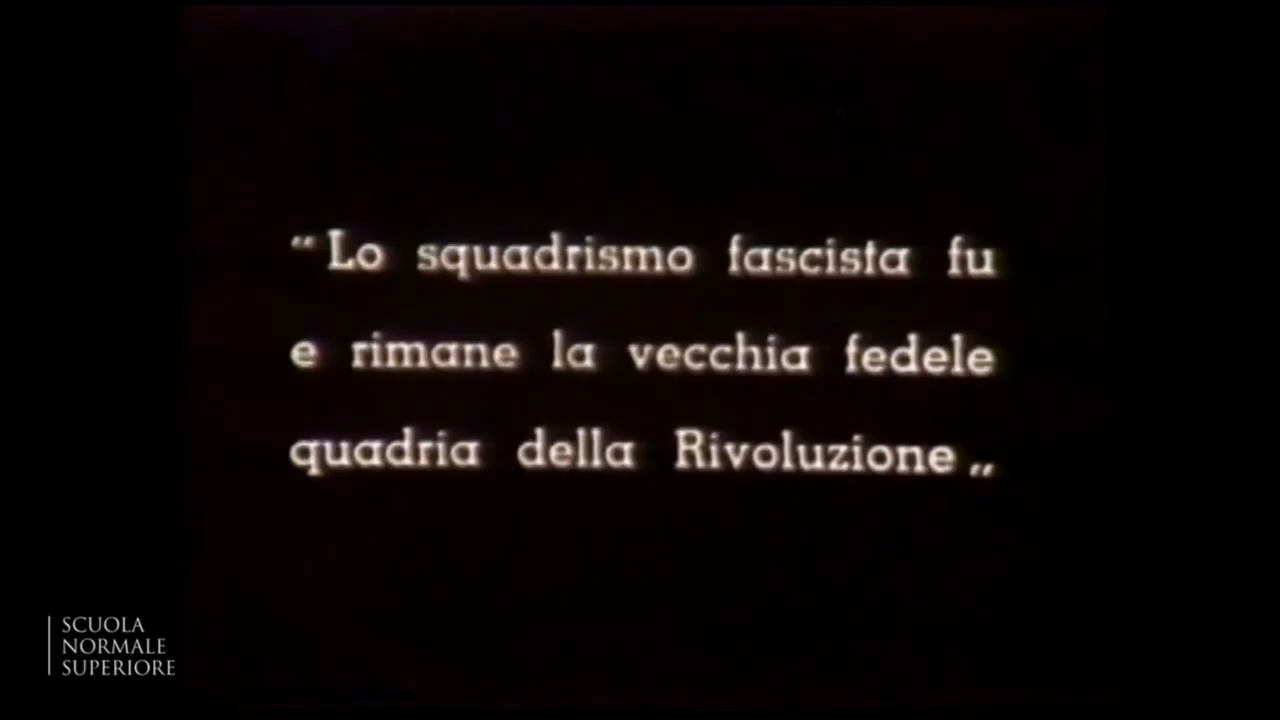 “Lo squadrismo fascista fu
e rimane la vecchia fedele
quadria della Rivoluzione„
SCUOLA
NORMALE
SUPERIORE